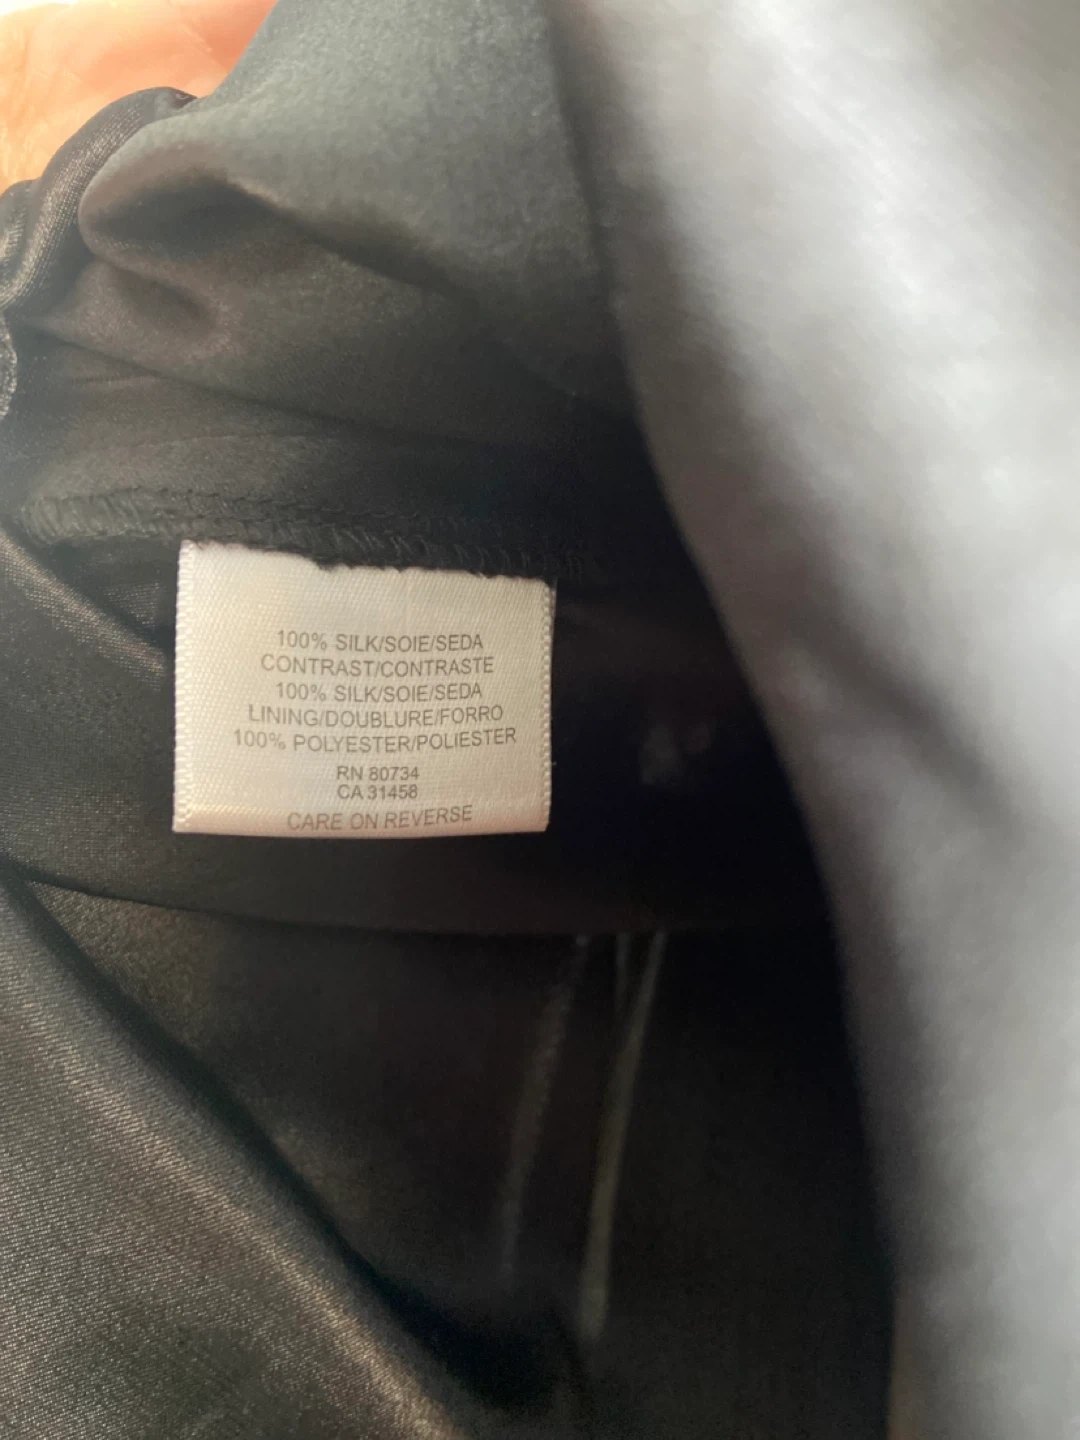 100% SILK/SOIE/SEDA
CONTRAST/CONTRASTE
100% SILK/SOIE/SEDA
LINING/DOUBLURE/FORRO
100% POLYESTER/POLIESTER
RN 80734
CA 31458
CARE ON REVERSE